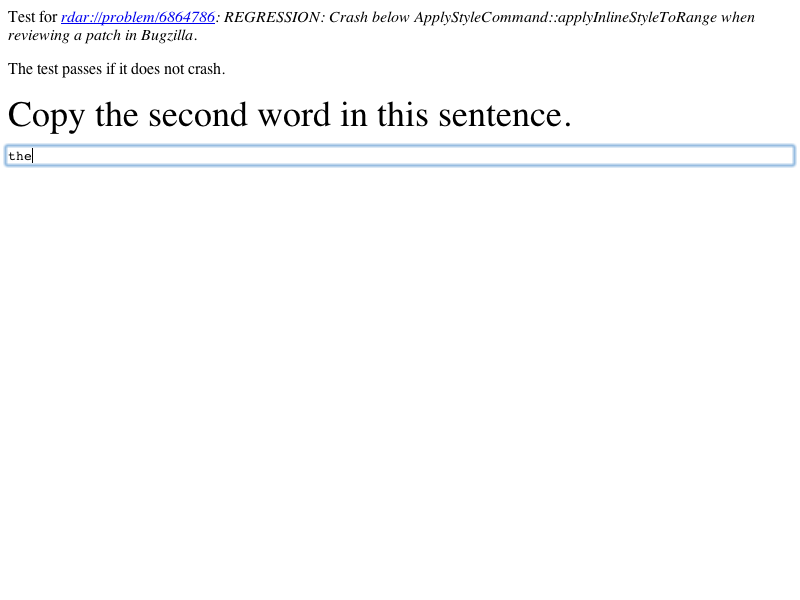 Test for rdar://problem/6864786: REGRESSION: Crash below ApplyStyleCommand::applyInlineStyleToRange when
reviewing a patch in Bugzilla.
The test passes if it does not crash.
Copy the second word in this sentence.
the